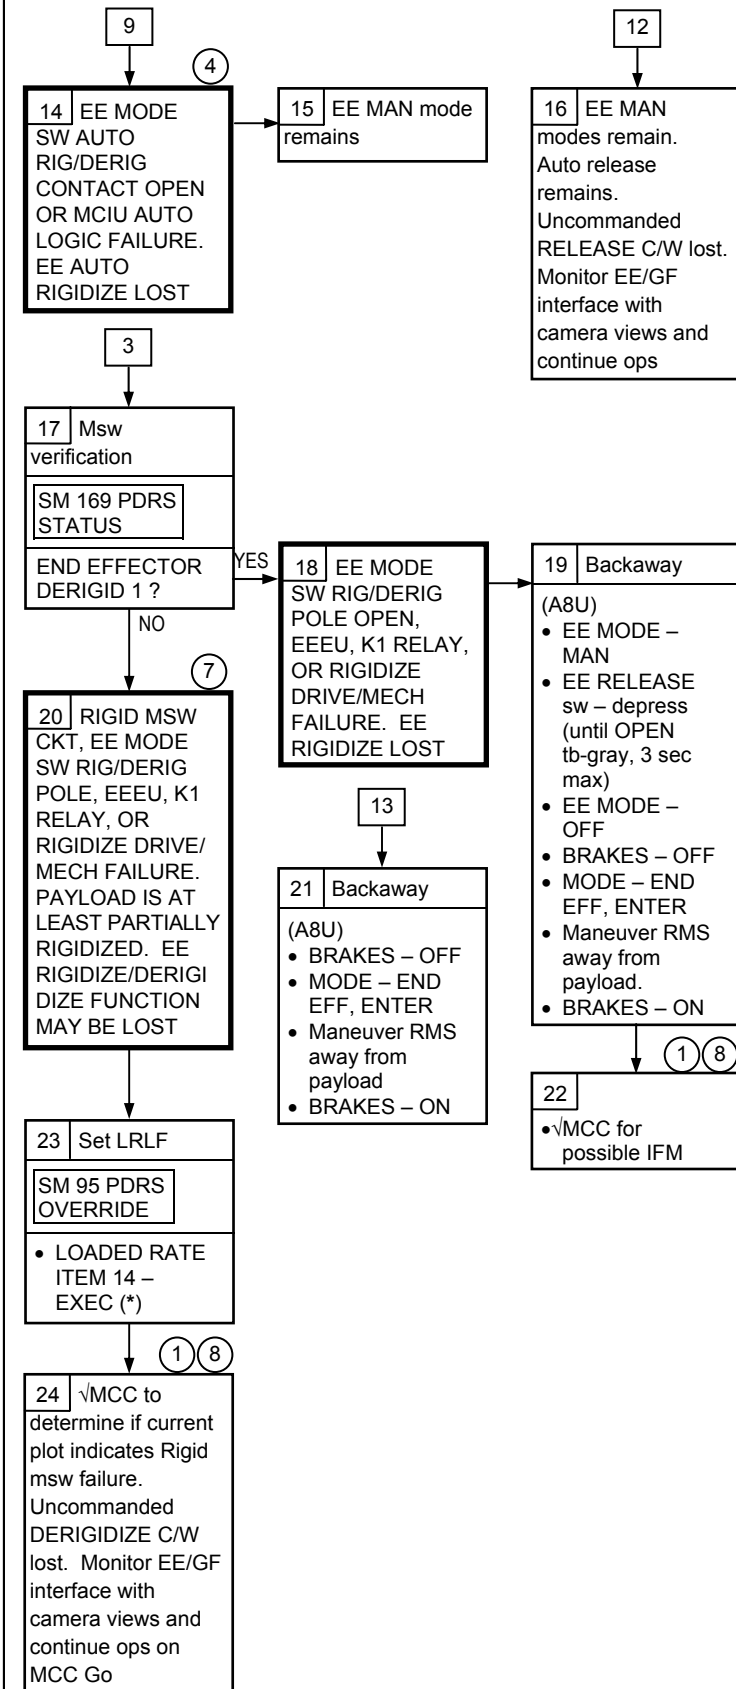 9
4
14 EE MODE
SW AUTO
RIG/DERIG
CONTACT OPEN
OR MCIU AUTO
LOGIC FAILURE.
EE AUTO
RIGIDIZE LOST
15 EE MAN mode
remains
12
16 EE MAN
modes remain.
Auto release
remains.
Uncommanded
RELEASE C/W lost.
Monitor EE/GF
interface with
camera views and
continue ops
3
17 Msw
verification
SM 169 PDRS
STATUS
END EFFECTOR
DERIGID 1 ?
YES
NO
18 EE MODE
SW RIG/DERIG
POLE OPEN,
EEEU, K1 RELAY,
OR RIGIDIZE
DRIVE/MECH
FAILURE. EE
RIGIDIZE LOST
19 Backaway
(A8U)
• EE MODE –
MAN
• EE RELEASE
sw – depress
(until OPEN
tb-gray, 3 sec
max)
• EE MODE –
OFF
• BRAKES – OFF
• MODE – END
EFF, ENTER
• Maneuver RMS
away from
payload.
• BRAKES – ON
7
20 RIGID MSW
CKT, EE MODE
SW RIG/DERIG
POLE, EEEU, K1
RELAY, OR
RIGIDIZE DRIVE/
MECH FAILURE.
PAYLOAD IS AT
LEAST PARTIALLY
RIGIDIZED. EE
RIGIDIZE/DERIGI
DIZE FUNCTION
MAY BE LOST
13
21 Backaway
(A8U)
• BRAKES – OFF
• MODE – END
EFF, ENTER
• Maneuver RMS
away from
payload
• BRAKES – ON
1 8
22
•√MCC for
possible IFM
23 Set LRLF
SM 95 PDRS
OVERRIDE
• LOADED RATE
ITEM 14 –
EXEC (*)
1 8
24 √MCC to
determine if current
plot indicates Rigid
msw failure.
Uncommanded
DERIGIDIZE C/W
lost. Monitor EE/GF
interface with
camera views and
continue ops on
MCC Go